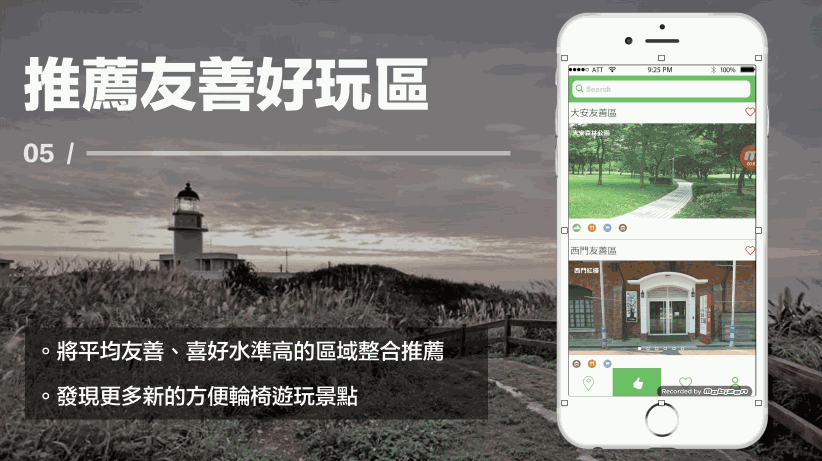 推薦友善好玩區
05 /
。將平均友善、喜好水準高的區域整合推薦
。發現更多新的方便輪椅遊玩景點
ATT 9:25 PM 100%
Search
大安友善區
大安森林公園
西門友善區
西門紅樓
Recorded by mobizen